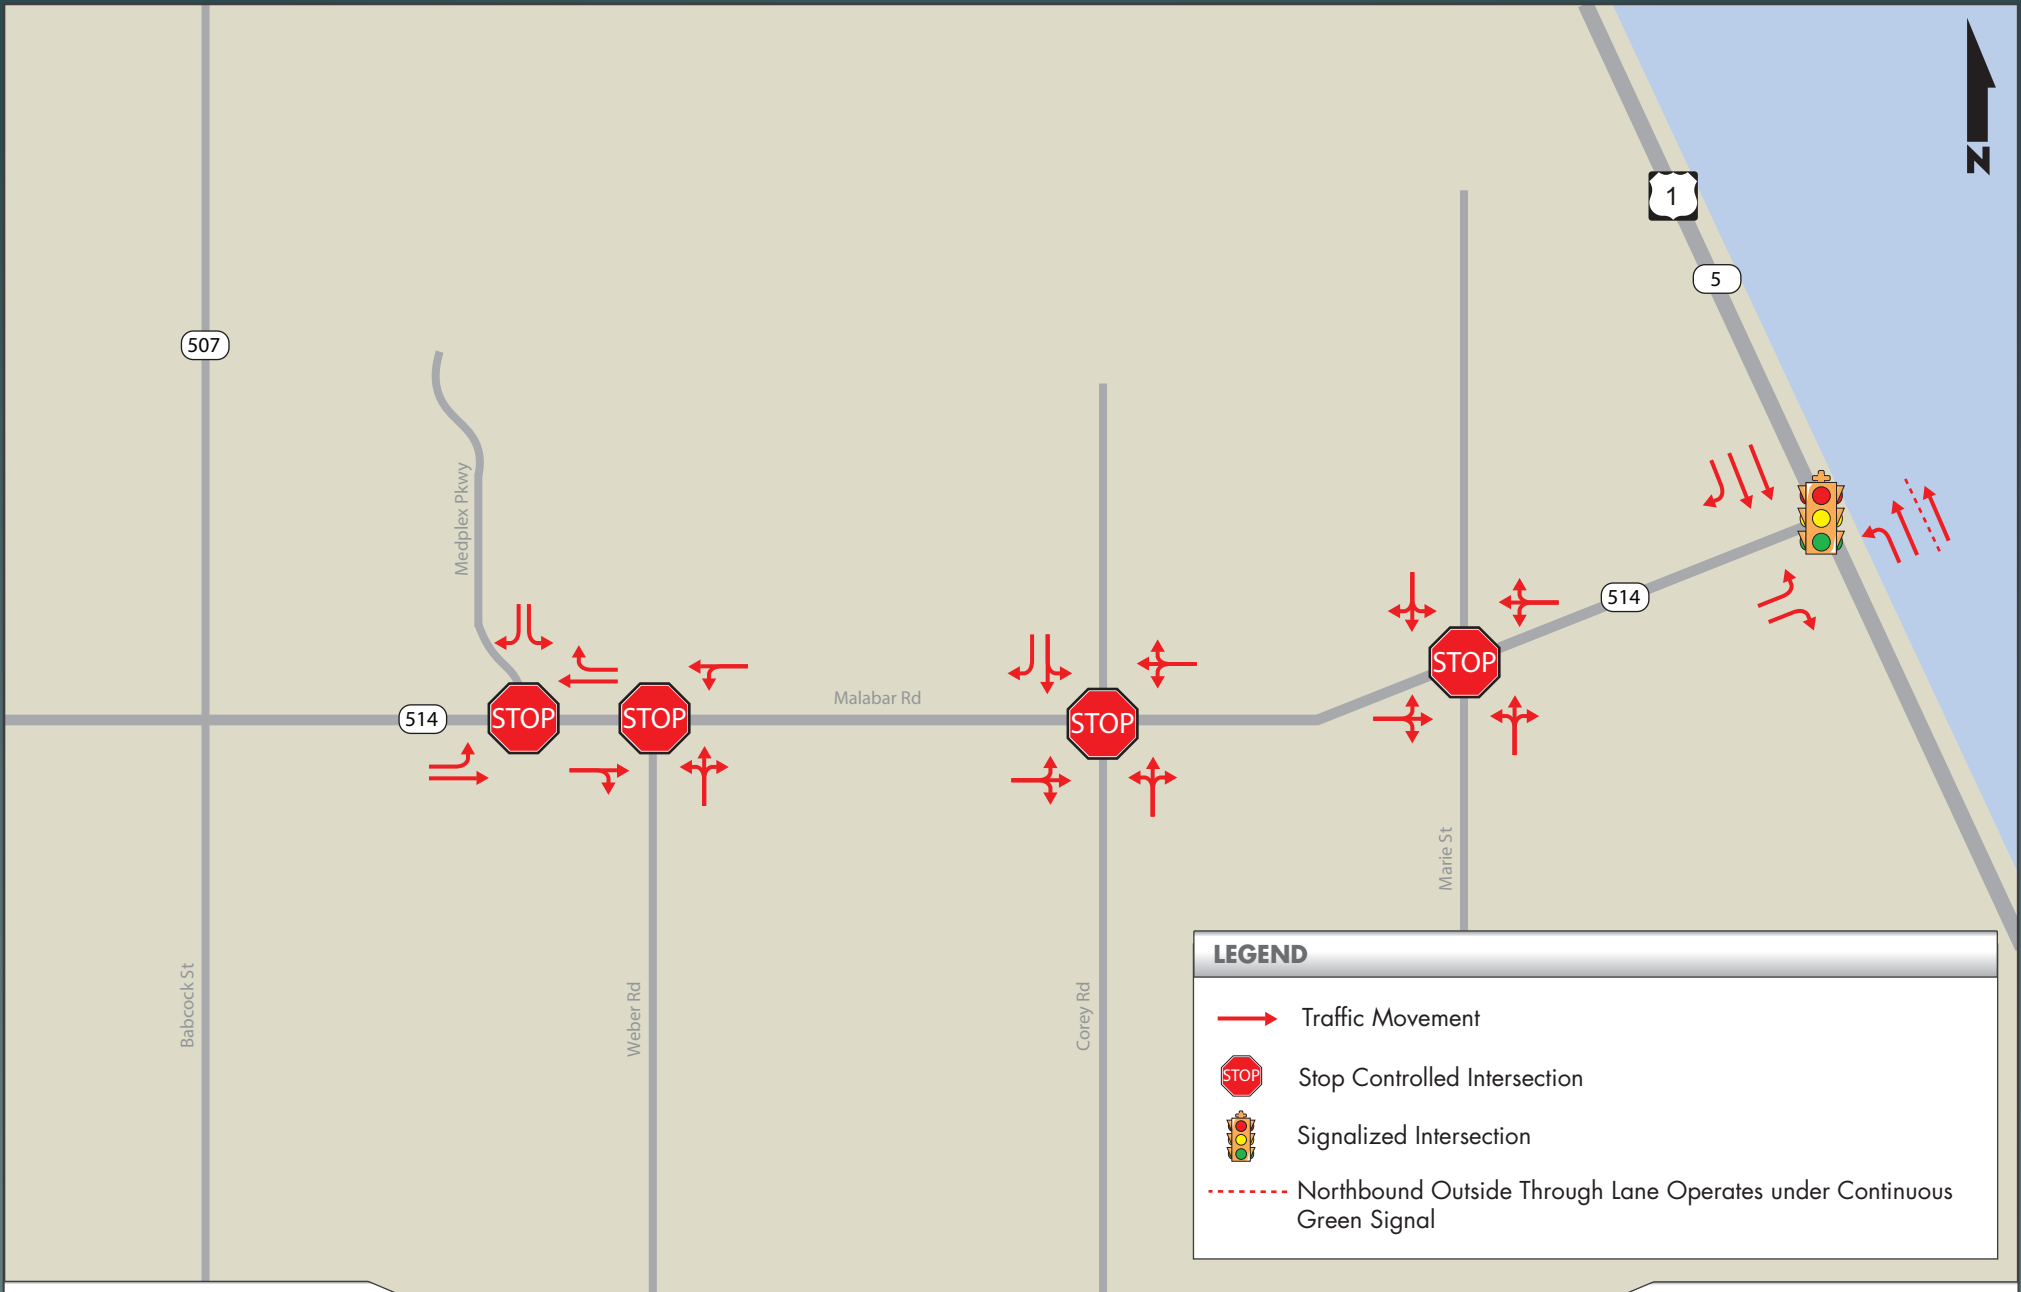 1
5
507
Medplex Pkwy
514
STOP
STOP
514
STOP
Malabar Rd
STOP
Marie St
Babcock St
Weber Rd
Corey Rd
N
LEGEND
Traffic Movement
STOP
Stop Controlled Intersection
Signalized Intersection
Northbound Outside Through Lane Operates under Continuous
Green Signal